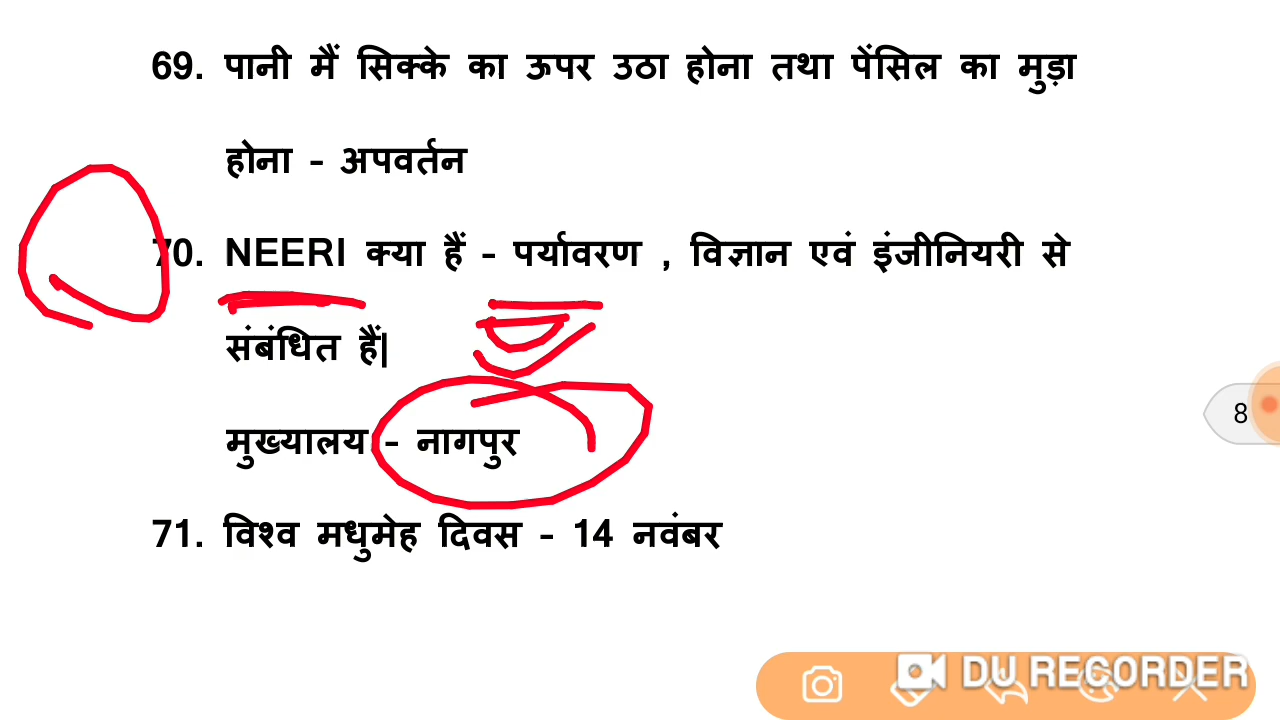 69. पानी मैं सिक्के का ऊपर उठा होना तथा पेंसिल का मुड़ा
होना - अपवर्तन
70. NEERI क्या हैं - पर्यावरण , विज्ञान एवं इंजीनियरी से
संबंधित हैं|
मुख्यालय - नागपुर
8
71. विश्व मधुमेह दिवस - 14 नवंबर
DU RECORDER